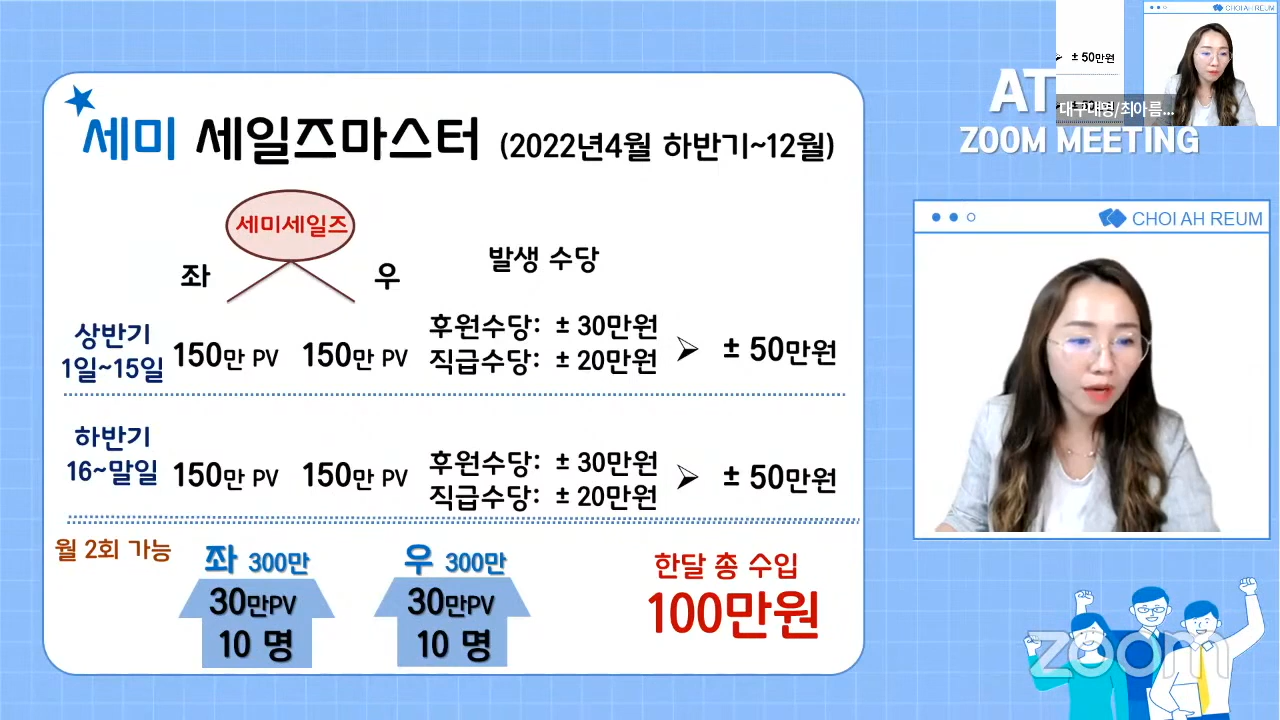 세미 세일즈마스터 (2022년4월 하반기~12월)
세미세일즈
좌
우
발생 수당
상반기
1일~15일
150만 PV
150만 PV
후원수당: ± 30만원
직급수당: ± 20만원
➢ ± 50만원
하반기
16~말일
150만 PV
150만 PV
후원수당: ± 30만원
직급수당: ± 20만원
➢ ± 50만원
월 2회 가능
좌 300만
30만PV
10 명
우 300만
30만PV
10 명
한달 총 수입
100만원
± 50만원
대구대명/최아름...
CHOI AH REUM
AT
ZOOM MEETING
CHOI AH REUM
zoom